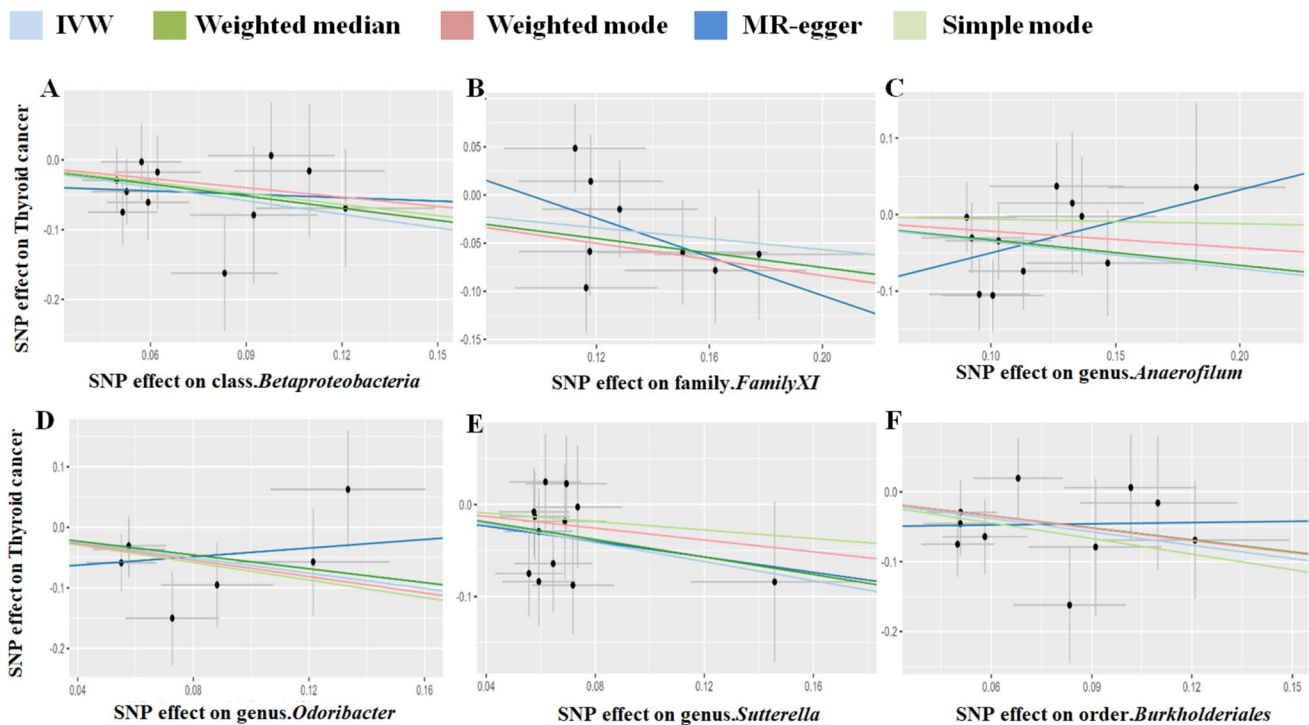 IVW Weighted median Weighted mode MR-egger Simple mode
A
B
C
SNP effect on Thyroid cancer
0.0
-0.1
-0.2
0.06 0.09 0.12 0.15
SNP effect on class.Betaproteobacteria
0.05
0.00
-0.05
-0.10
-0.15
0.12 0.16 0.20
SNP effect on family.FamilyXI
0.1
0.0
-0.1
0.10 0.15 0.20
SNP effect on genus.Anaerofilum
D
E
F
SNP effect on Thyroid cancer
0.1
0.0
-0.1
-0.2
0.04 0.08 0.12 0.16
SNP effect on genus.Odoribacter
0.0
-0.1
0.04 0.08 0.12 0.16
SNP effect on genus.Sutterella
0.0
-0.1
-0.2
0.06 0.09 0.12 0.15
SNP effect on order.Burkholderiales